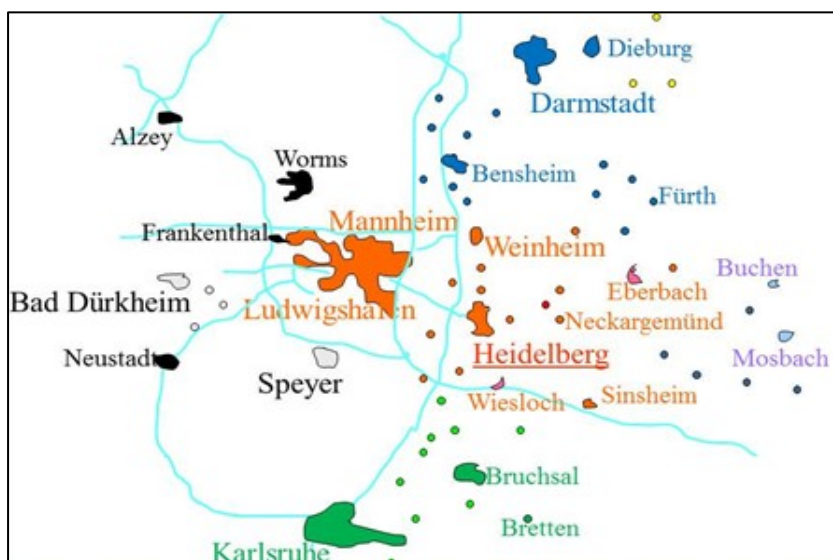 Dieburg
Darmstadt
Alzey
Worms
Bensheim
Fürth
Mannheim
Frankenthal
Weinheim
Buchen
Eberbach
Bad Dürkheim
Ludwigshafen
Neckargemünd
Mosbach
Neustadt
Speyer
Heidelberg
Wiesloch
Sinsheim
Bruchsal
Bretten
Karlsruhe